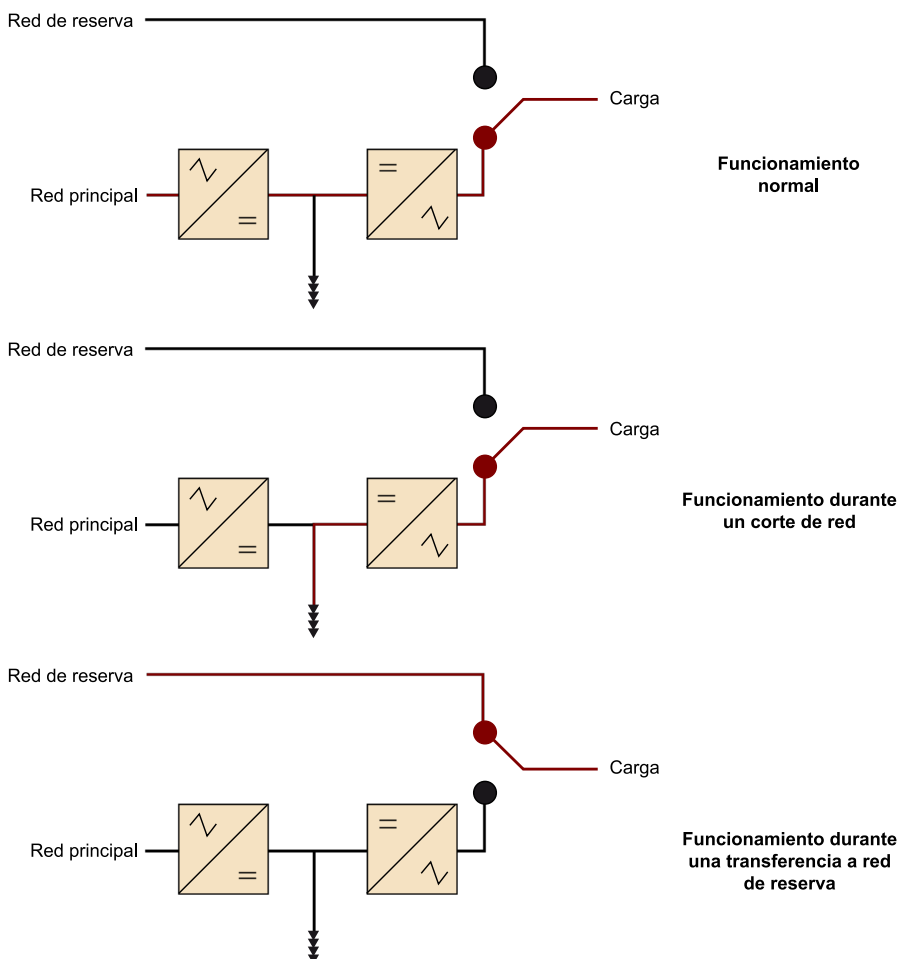 Red de reserva
Carga
Red principal
Funcionamiento
normal
Red de reserva
Carga
Red principal
Funcionamiento durante
un corte de red
Red de reserva
Carga
Red principal
Funcionamiento durante
una transferencia a red
de reserva